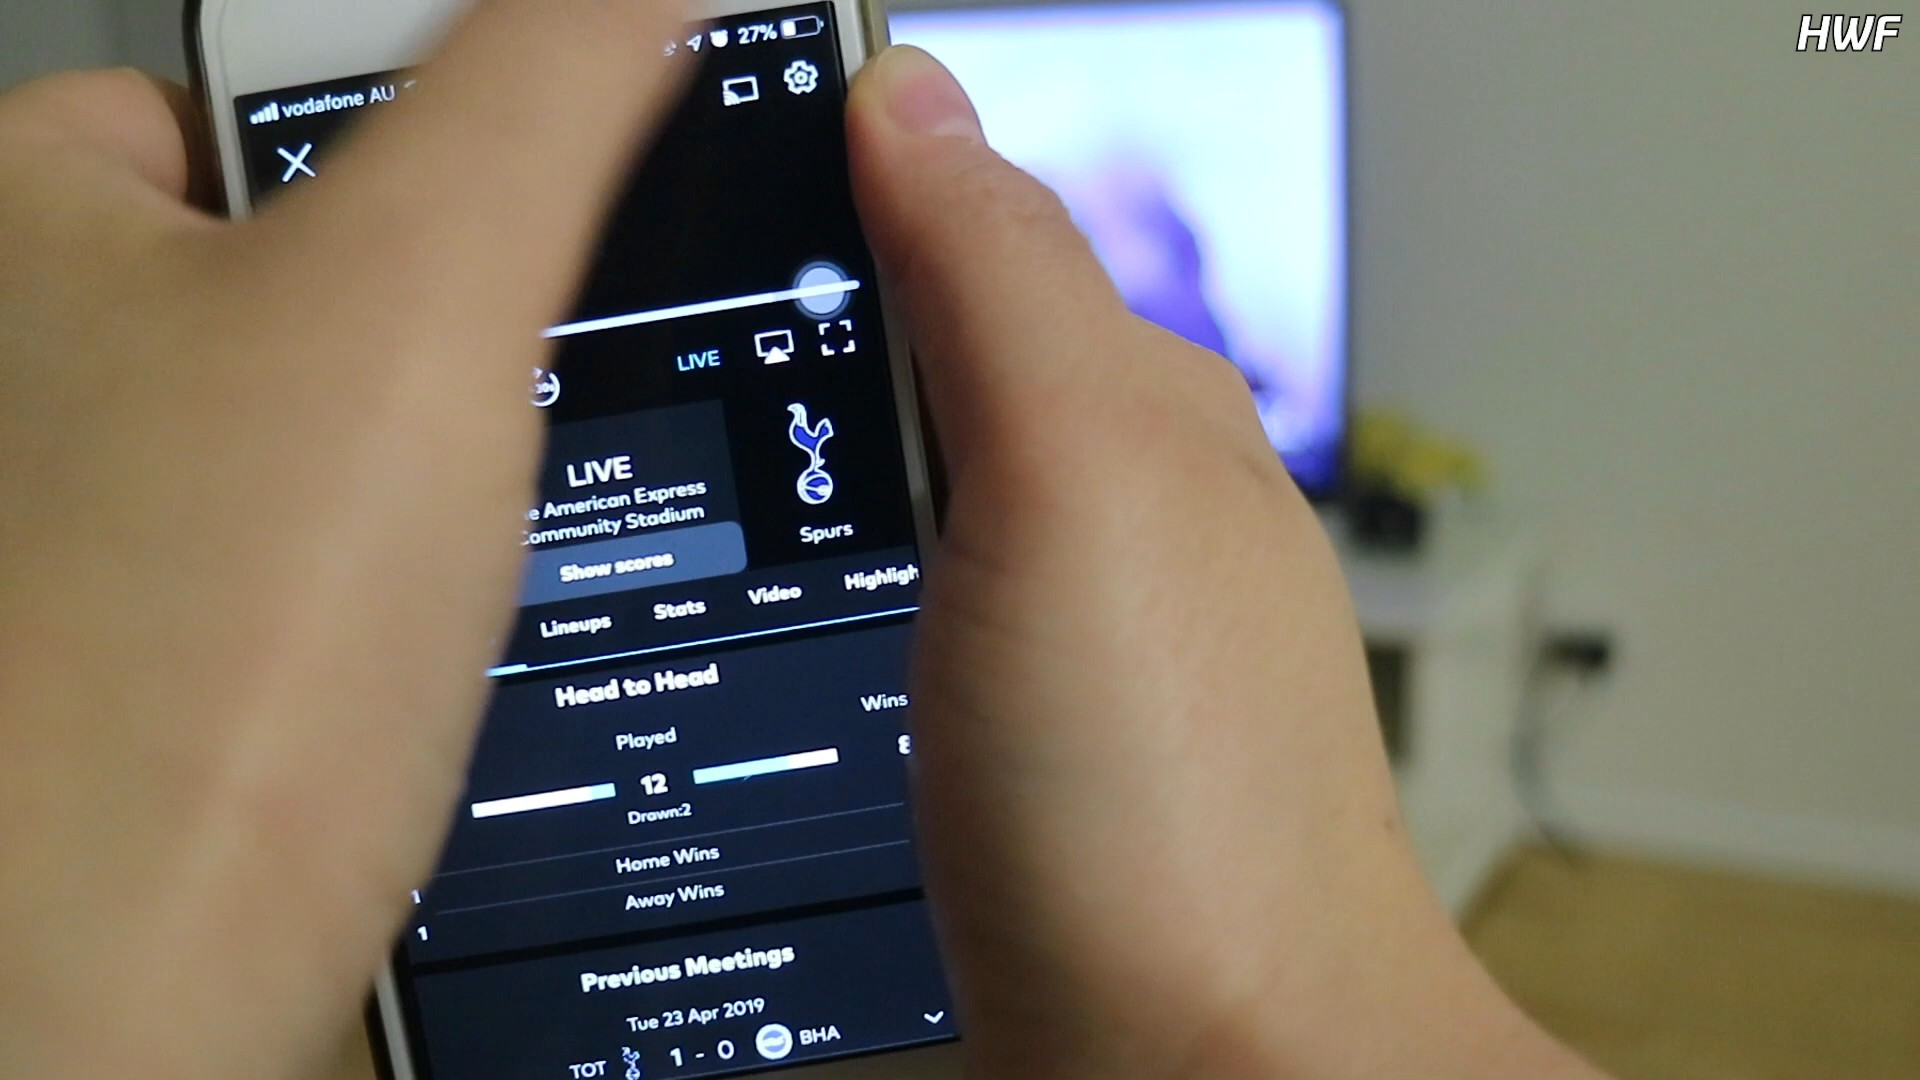 HWF
vodafone AU
27%
LIVE
LIVE
American Express
Community Stadium
Show scores
Spurs
Lineups Stats Video Highligh
Head to Head
Played
Wins
12
Drawn:2
Home Wins
1
Away Wins
1
Previous Meetings
Tue 23 Apr 2019
TOT 1 - 0 BHA